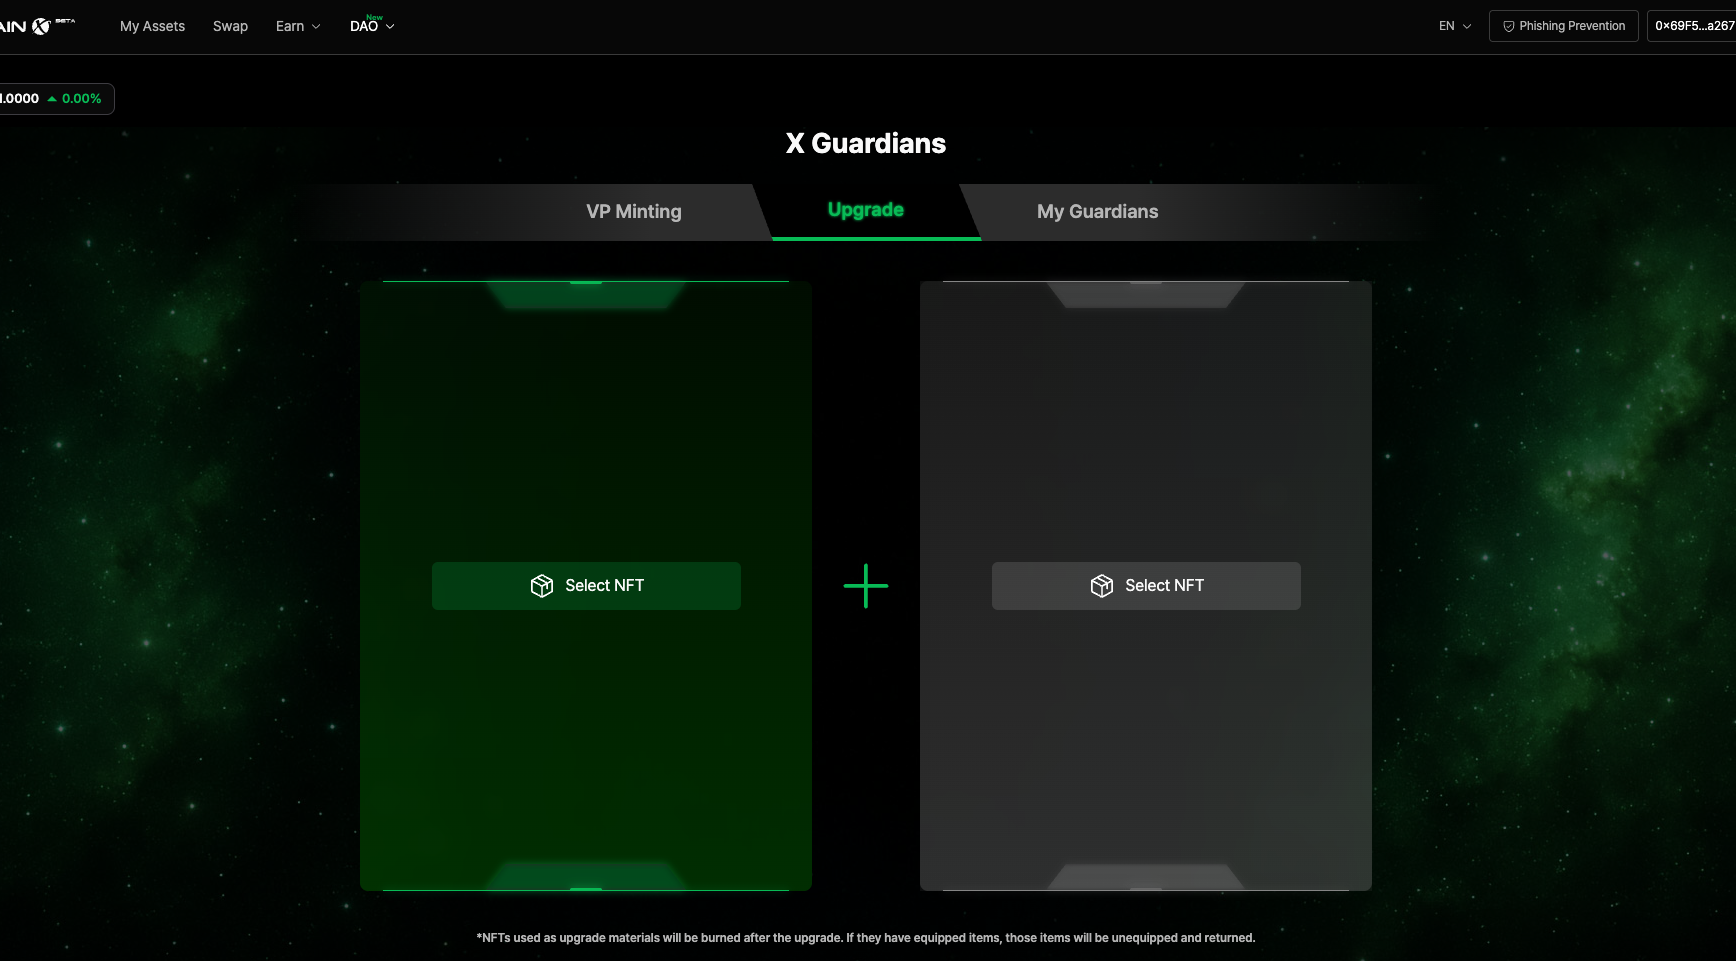 AIN X BETA
My Assets
Swap
Earn
DAO
New
EN
Phishing Prevention
0×69F5...a267
.0000
0.00%
X Guardians
VP Minting
Upgrade
My Guardians
Select NFT
Select NFT
*NFTs used as upgrade materials will be burned after the upgrade. If they have equipped items, those items will be unequipped and returned.